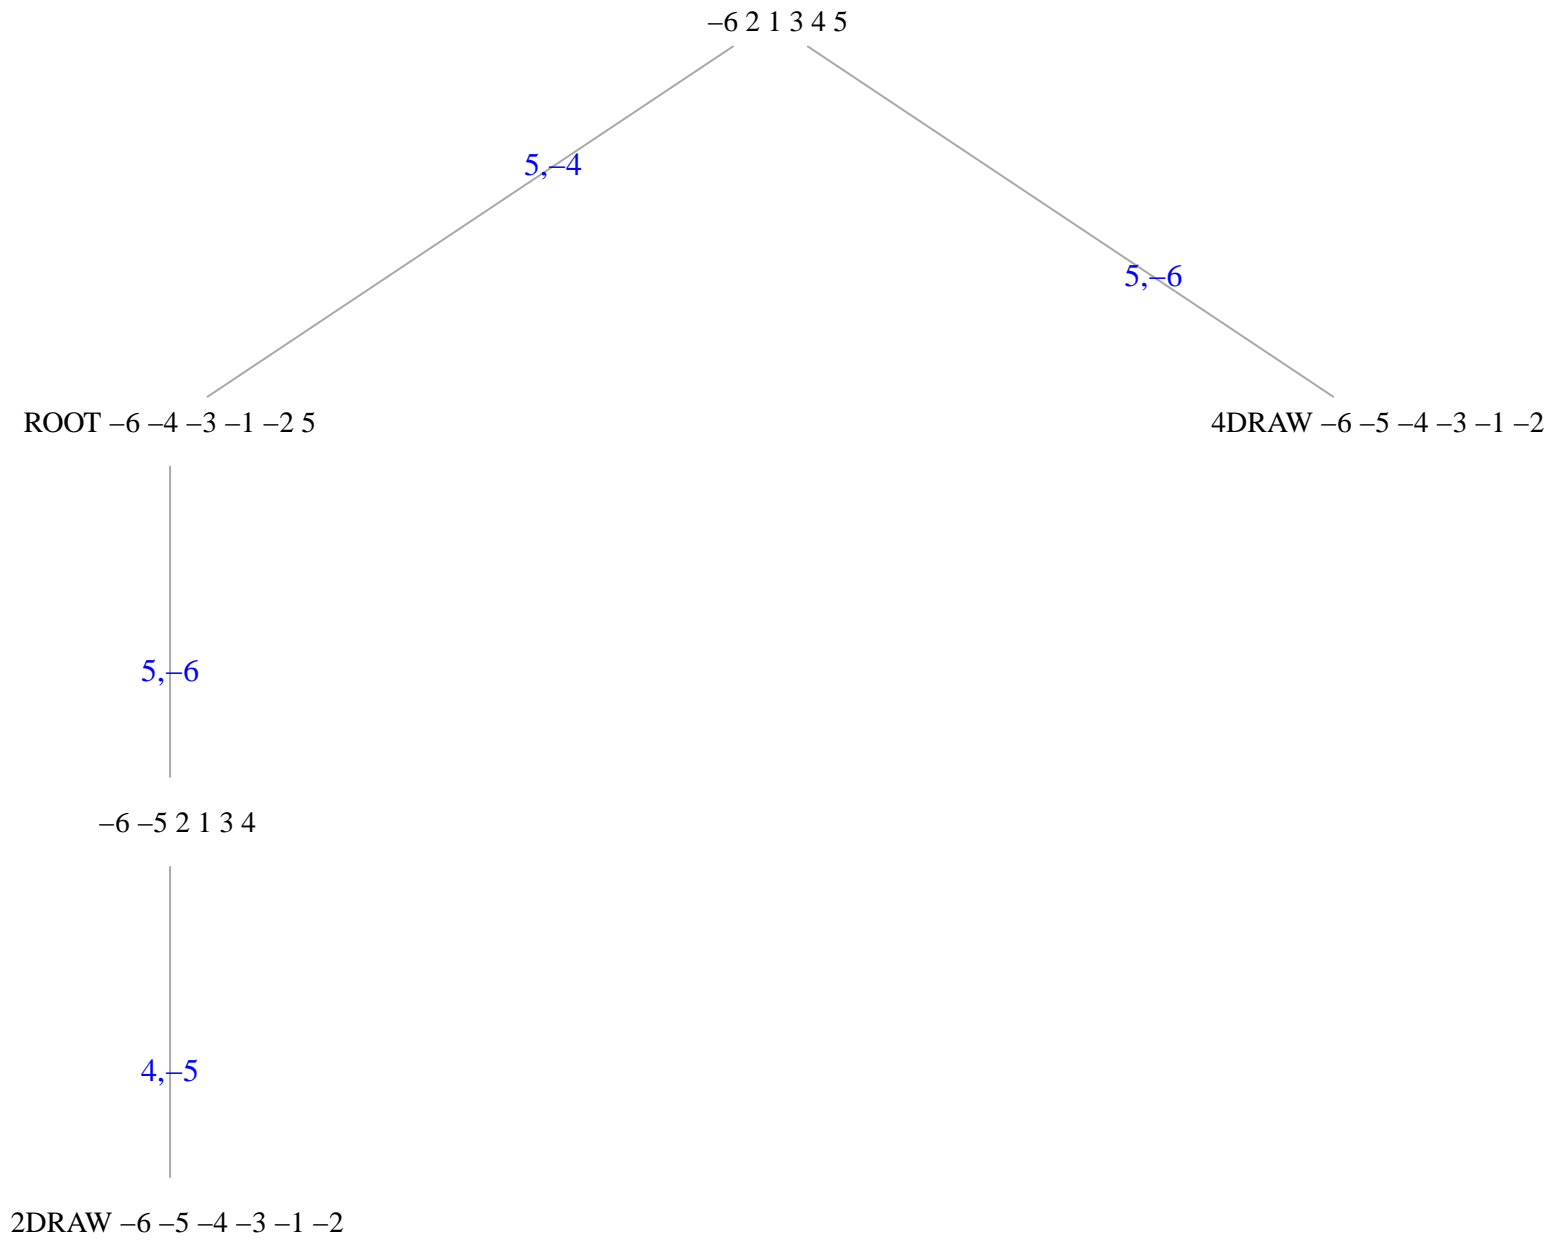 –6 2 1 3 4 5
5,–4
5,–6
ROOT –6 –4 –3 –1 –2 5
4DRAW –6 –5 –4 –3 –1 –2
5,–6
–6 –5 2 1 3 4
4,–5
2DRAW –6 –5 –4 –3 –1 –2